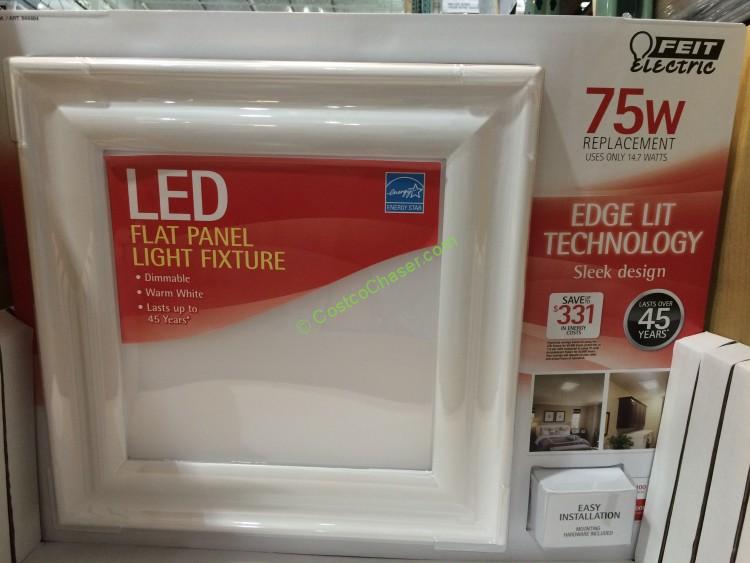 FEIT
Electric
75W
REPLACEMENT
USES ONLY 14.7 WATTS
LED
FLAT PANEL
LIGHT FIXTURE
• Dimmable
• Warm White
• Lasts up to
45 Years*
energy
ENERGY STAR
EDGE LIT
TECHNOLOGY
Sleek design
SAVE
$331
IN ENERGY
COSTS
LASTS OVER
45
YEARS
© CostcoChaser.com
EASY
INSTALLATION
MOUNTING
HARDWARE INCLUDED